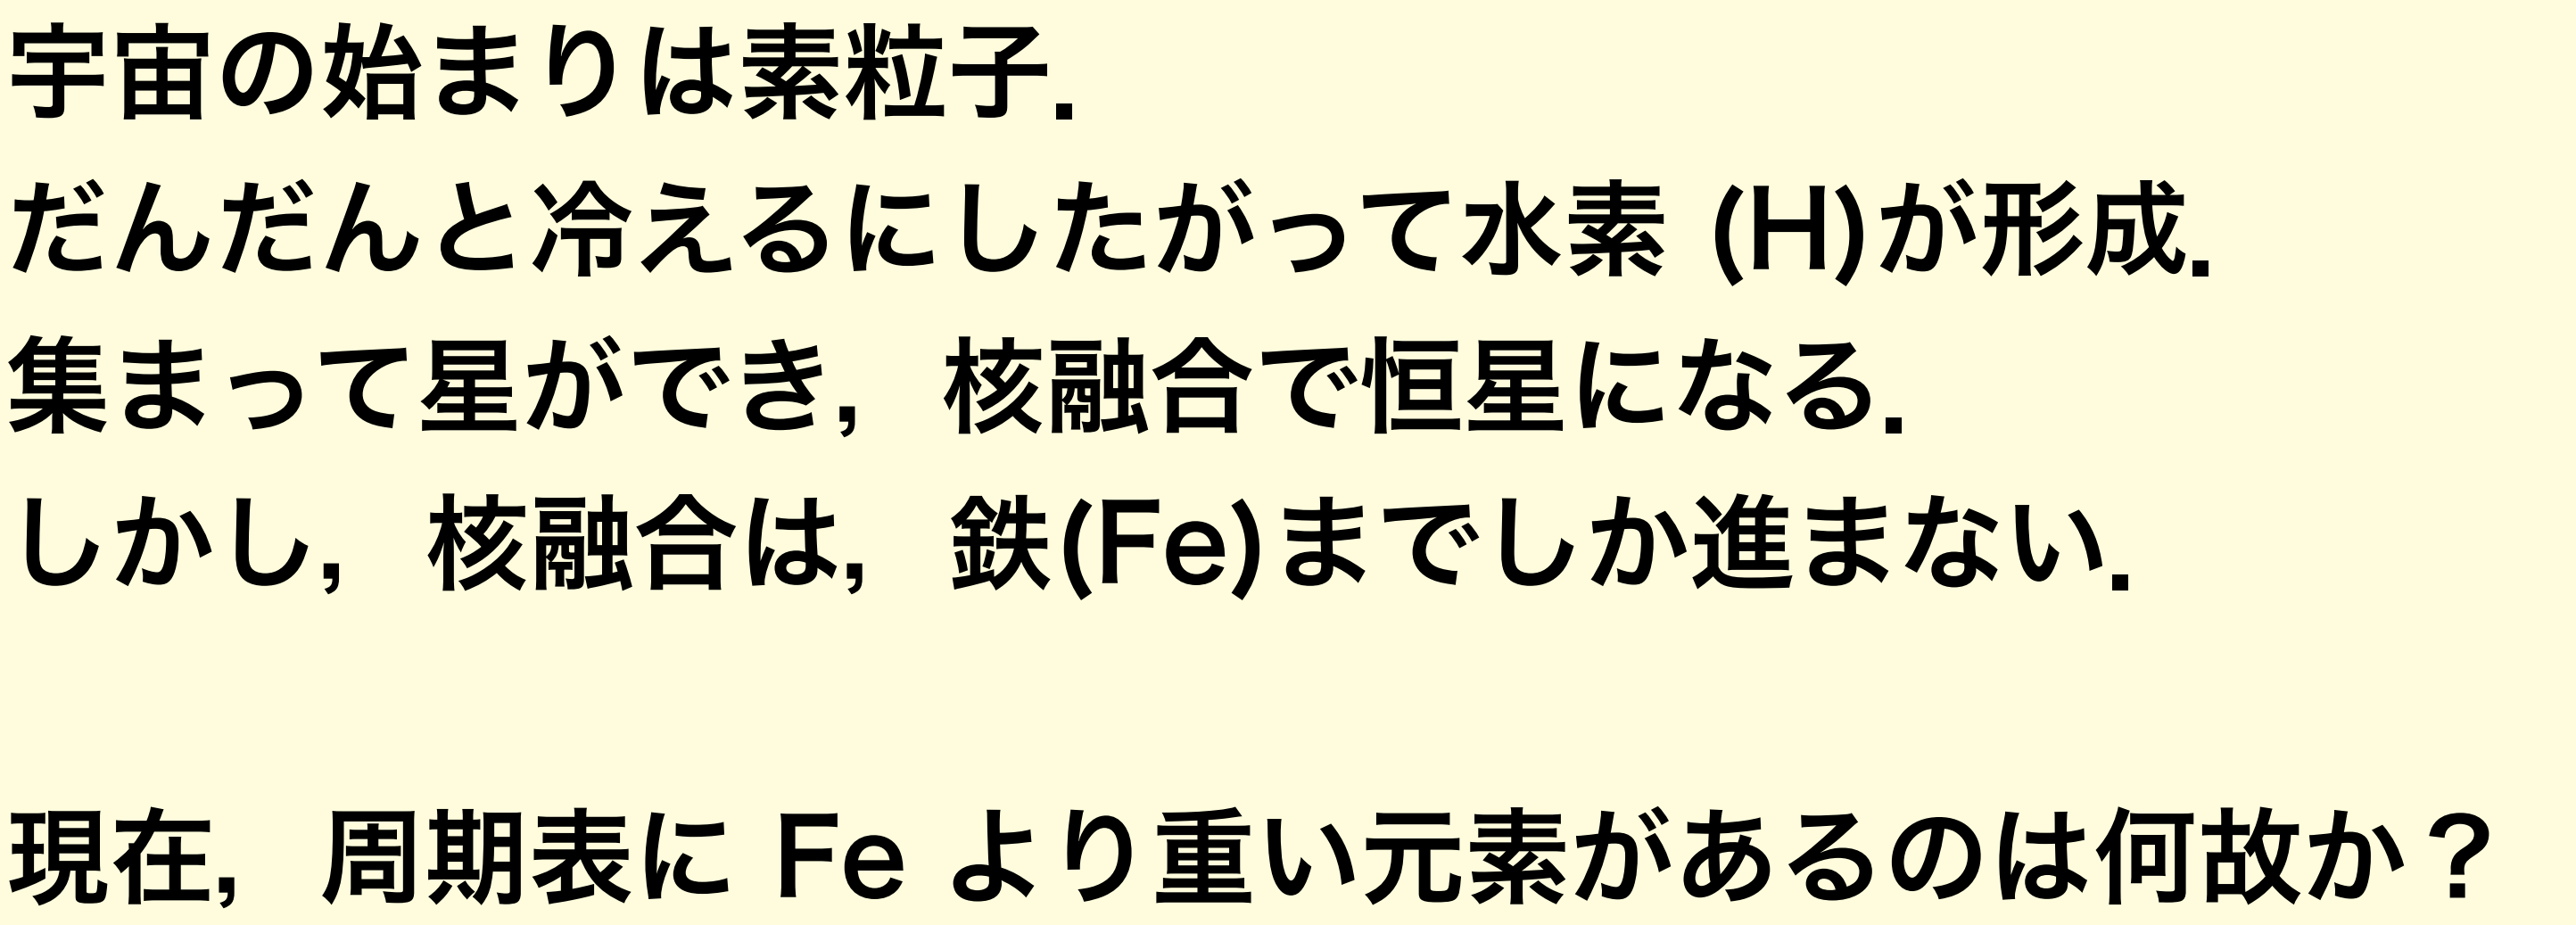 宇宙の始まりは素粒子．
だんだんと冷えるにしたがって水素 (H)が形成．
集まって星ができ，核融合で恒星になる．
しかし，核融合は，鉄(Fe)までしか進まない．
現在，周期表に Fe より重い元素があるのは何故か？